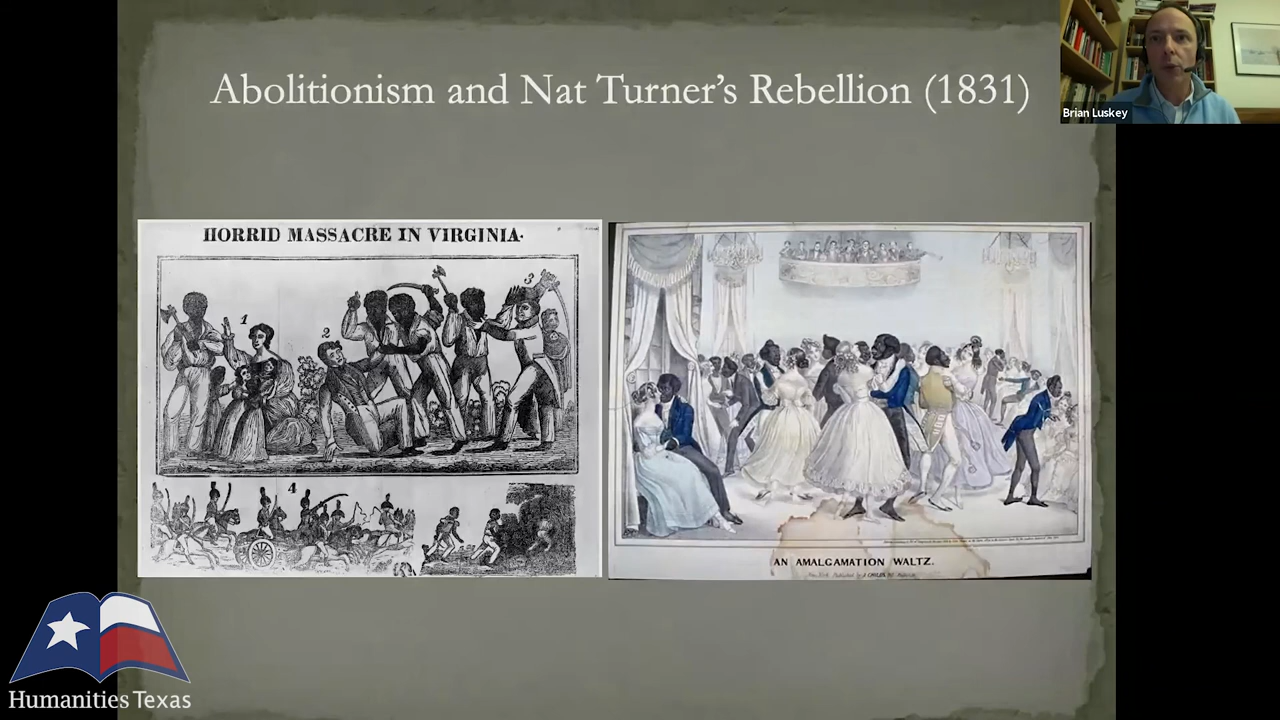 Abolitionism and Nat Turner's Rebellion (1831)
Brian Luskey
HORRID MASSACRE IN VIRGINIA.
1
2
3
4
AN AMALGAMATION WALTZ.
Humanities Texas